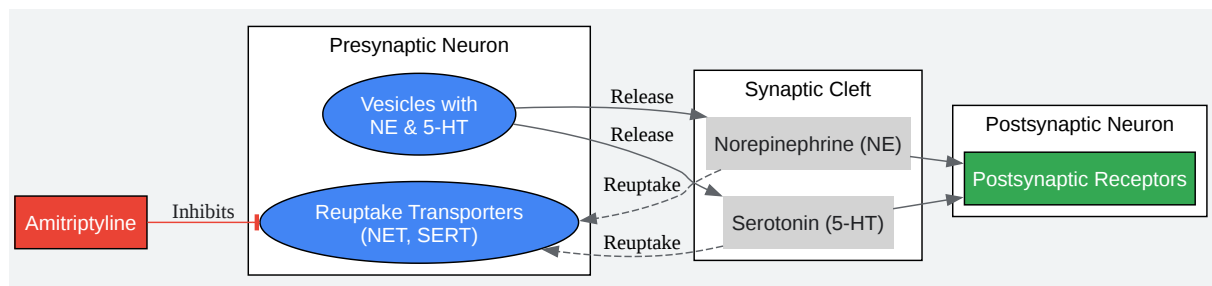 Presynaptic Neuron
Vesicles with
NE & 5-HT
Release
Release
Synaptic Cleft
Norepinephrine (NE)
Postsynaptic Neuron
Postsynaptic Receptors
Amitriptyline
Inhibits
Reuptake Transporters
(NET, SERT)
Reuptake
Reuptake
Serotonin (5-HT)